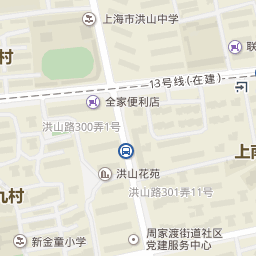 上海市洪山中学
村
13号线(在建)
联
全家便利店
洪山路300弄1号
上南
洪山花苑
洪山路301弄11号
九村
周家渡街道社区
党建服务中心
新金童小学